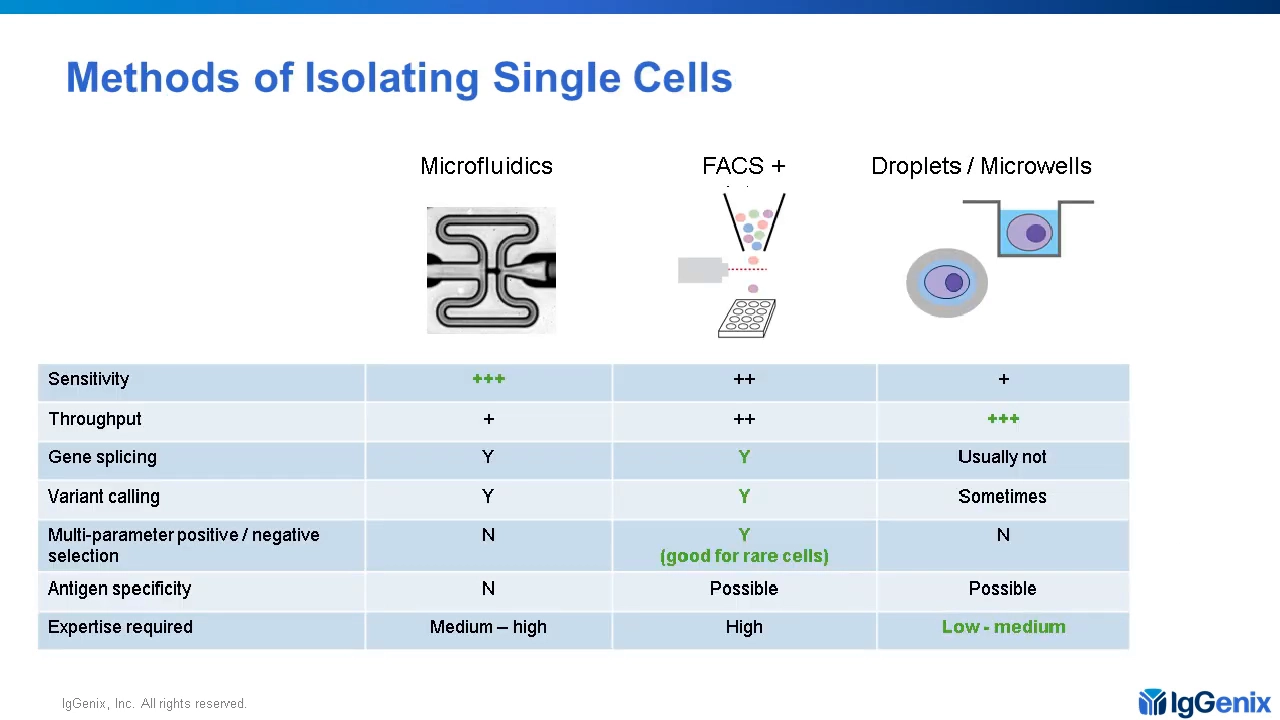 Methods of Isolating Single Cells
Microfluidics FACS + Droplets / Microwells
Sensitivity +++ ++ +
Throughput + ++ +++
Gene splicing Y Y Usually not
Variant calling Y Y Sometimes
Multi-parameter positive / negative selection N Y (good for rare cells) N
Antigen specificity N Possible Possible
Expertise required Medium – high High Low - medium
IgGenix, Inc. All rights reserved.
IgGenix